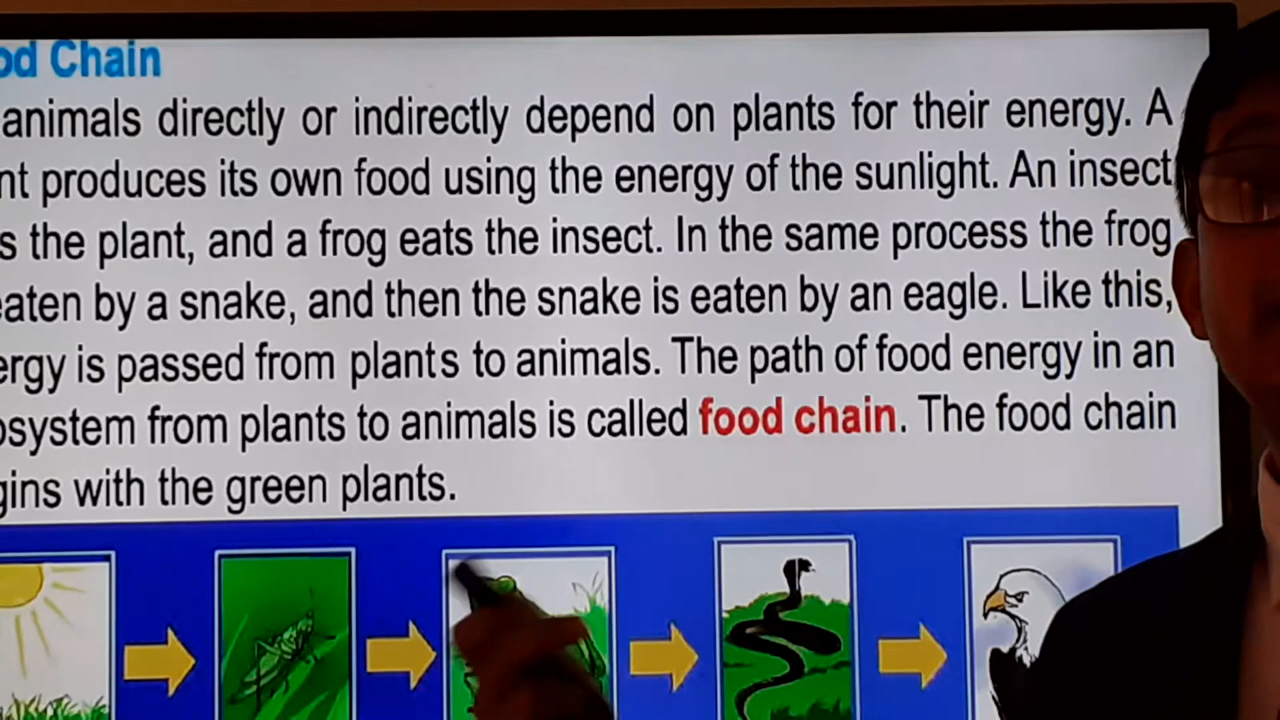 od Chain
animals directly or indirectly depend on plants for their energy. A
nt produces its own food using the energy of the sunlight. An insect
s the plant, and a frog eats the insect. In the same process the frog
eaten by a snake, and then the snake is eaten by an eagle. Like this,
ergy is passed from plants to animals. The path of food energy in an
osystem from plants to animals is called food chain. The food chain
gins with the green plants.